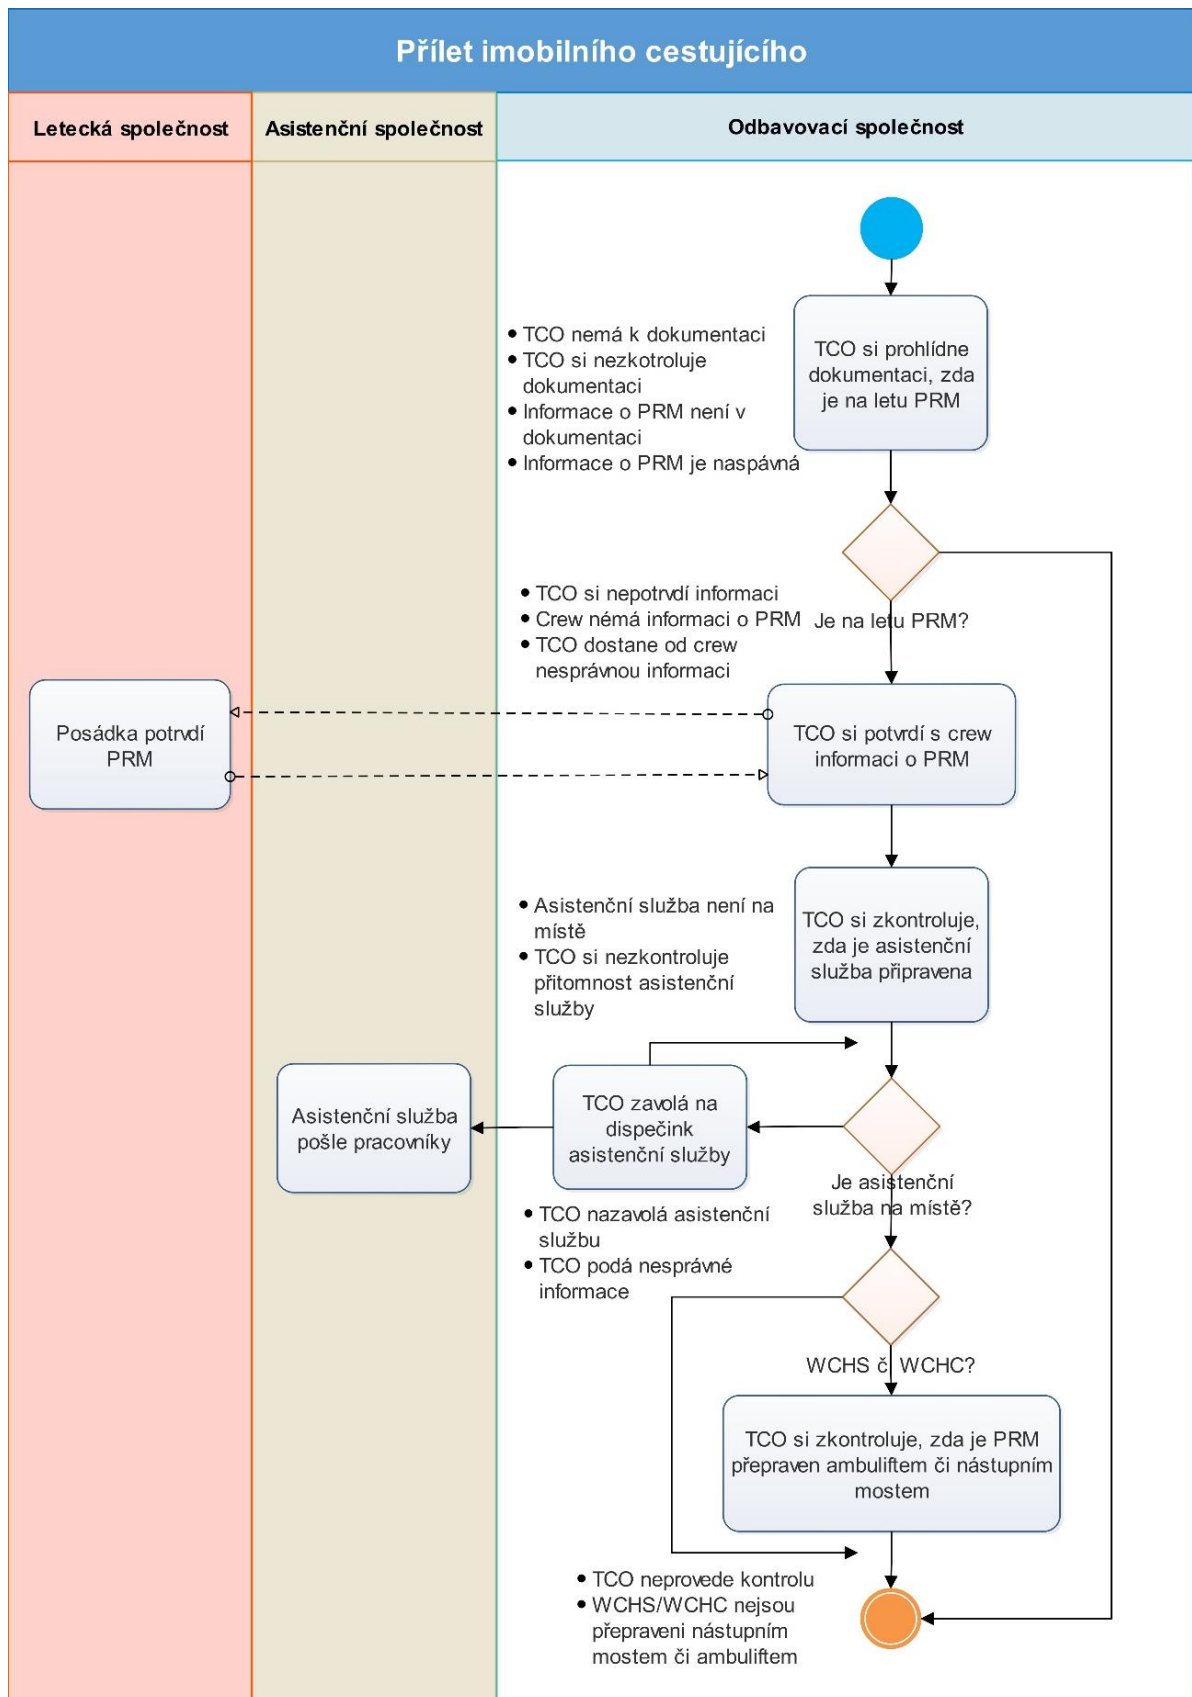 Přílet imobilního cestujícího
Letecká společnost
Asistenční společnost
Odbavovací společnost
TCO si prohlídne
dokumentaci, zda
je na letu PRM
• TCO nemá k dokumentaci
• TCO si nezkotroluje
dokumentaci
• Informace o PRM není v
dokumentaci
• Informace o PRM je naspávná
• TCO si nepotrvdí informaci
• Crew némá informaci o PRM
• TCO dostane od crew
nesprávnou informaci
Je na letu PRM?
Posádka potrvdí
PRM
TCO si potvrdí s crew
informaci o PRM
• Asistenční služba není na
místě
• TCO si nezkontroluje
přitomnost asistenční
služby
TCO si zkontroluje,
zda je asistenční
služba připravena
Asistenční služba
pošle pracovníky
TCO zavolá na
dispečink
asistenční služby
Je asistenční
služba na místě?
• TCO nazavolá asistenční
službu
• TCO podá nesprávné
informace
WCHS č WCHC?
TCO si zkontroluje, zda je PRM
přepraven ambuliftem či nástupním
mostem
• TCO neprovede kontrolu
• WCHS/WCHC nejsou
přepraveni nástupním
mostem či ambuliftem